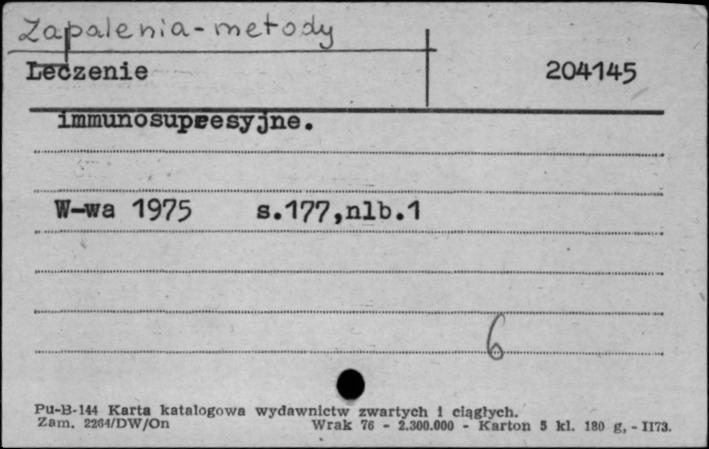 Zapalenia - metody
Leczenie 204145
immunosupresyjne.
W-wa 1975 s.177,nlb.1
6
Pu-B-144 Karta katalogowa wydawnictw zwartych i ciągłych.
Zam. 2264/DW/On Wrak 76 - 2.300.000 - Karton 5 kl. 180 g, - II73.